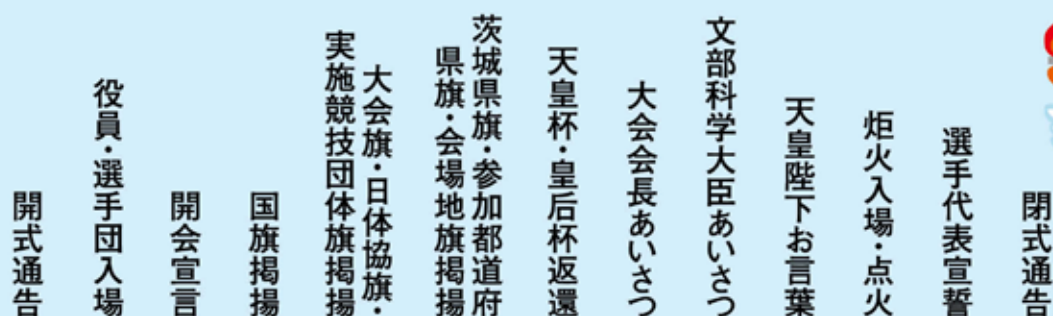 開式通告
役員・選手団入場
開会宣言
国旗掲揚
大会旗・日体協旗・
実施競技団体旗掲揚
茨城県旗・参加都道府
県旗・会場地旗掲揚
天皇杯・皇后杯返還
大会会長あいさつ
文部科学大臣あいさつ
天皇陛下お言葉
炬火入場・点火
選手代表宣誓
閉式通告